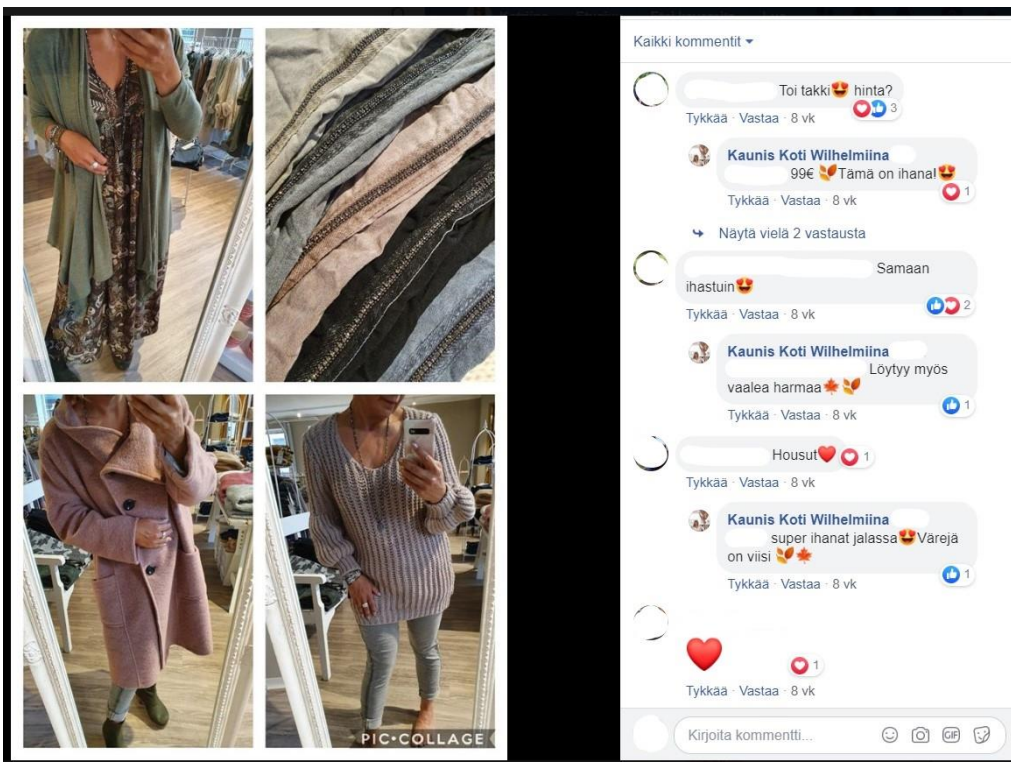 Kaikki kommentit
Toi takki😍 hinta?
3
Tykkää · Vastaa · 8 vk
Kaunis Koti Wilhelmiina
99€ 🍂Tämä on ihana!😍
1
Tykkää · Vastaa · 8 vk
Näytä vielä 2 vastausta
Samaan
ihastuin😍
2
Tykkää · Vastaa · 8 vk
Kaunis Koti Wilhelmiina
Löytyy myös
vaalea harmaa🍁 🍂
1
Tykkää · Vastaa · 8 vk
Housut❤️ 1
Tykkää · Vastaa · 8 vk
Kaunis Koti Wilhelmiina
super ihanat jalassa😍Värejä
on viisi 🍂🍁
1
Tykkää · Vastaa · 8 vk
❤️
1
Tykkää · Vastaa · 8 vk
Kirjoita kommentti...
GIF
PIC•COLLAGE